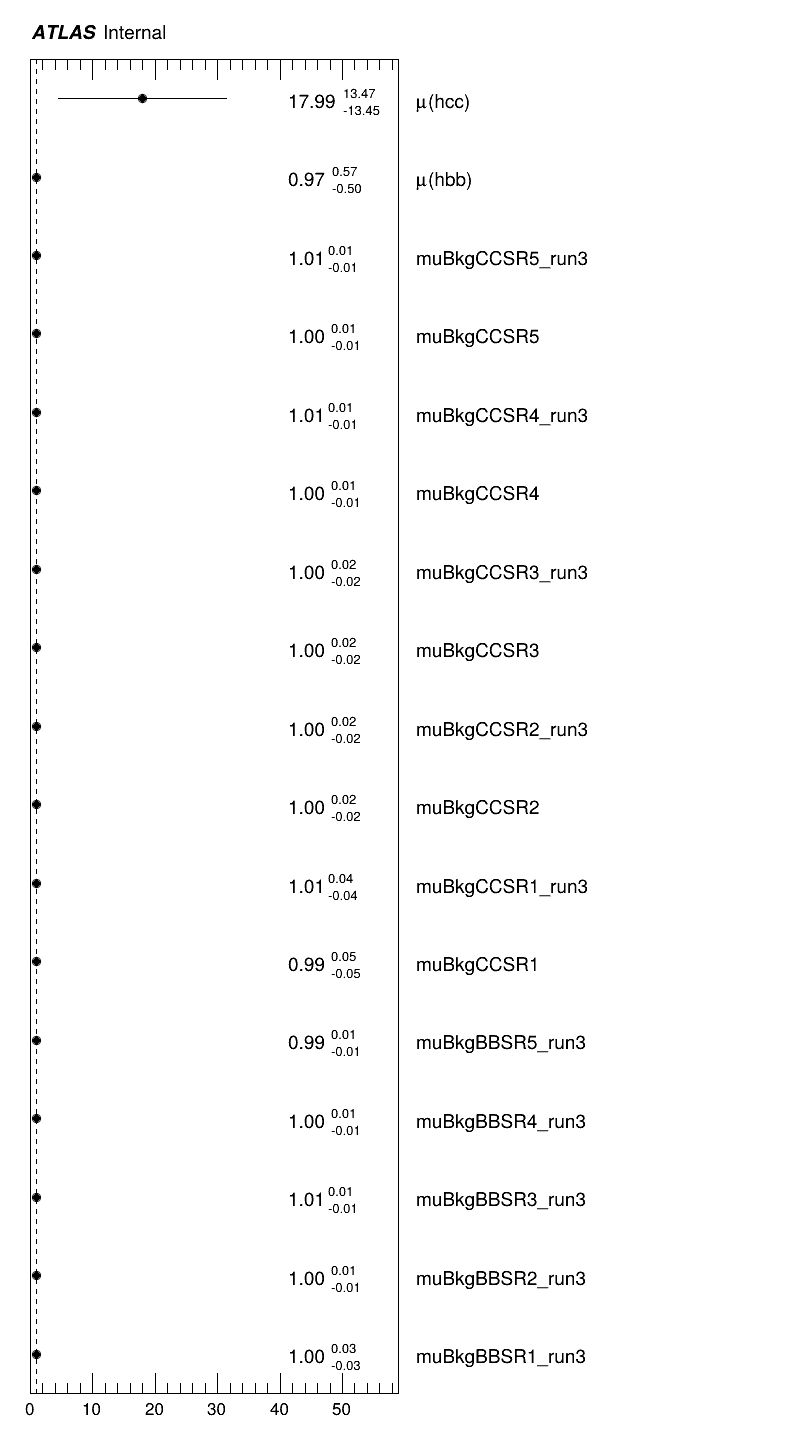 ATLAS Internal
17.99 13.47 -13.45 μ(hcc)
0.97 0.57 -0.50 μ(hbb)
1.01 0.01 -0.01 muBkgCCSR5_run3
1.00 0.01 -0.01 muBkgCCSR5
1.01 0.01 -0.01 muBkgCCSR4_run3
1.00 0.01 -0.01 muBkgCCSR4
1.00 0.02 -0.02 muBkgCCSR3_run3
1.00 0.02 -0.02 muBkgCCSR3
1.00 0.02 -0.02 muBkgCCSR2_run3
1.00 0.02 -0.02 muBkgCCSR2
1.01 0.04 -0.04 muBkgCCSR1_run3
0.99 0.05 -0.05 muBkgCCSR1
0.99 0.01 -0.01 muBkgBBSR5_run3
1.00 0.01 -0.01 muBkgBBSR4_run3
1.01 0.01 -0.01 muBkgBBSR3_run3
1.00 0.01 -0.01 muBkgBBSR2_run3
1.00 0.03 -0.03 muBkgBBSR1_run3
0 10 20 30 40 50